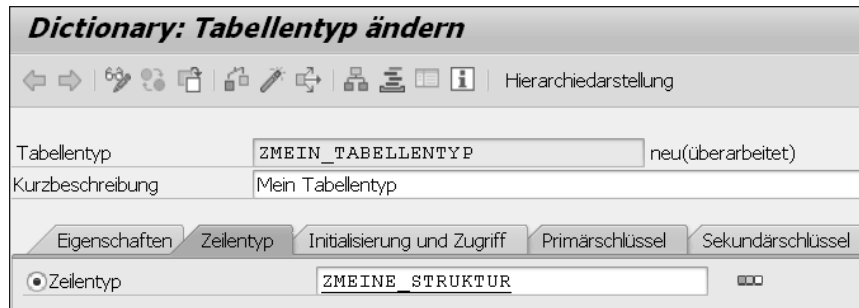 Dictionary: Tabellentyp ändern
Hierarchiedarstellung
Tabellentyp ZMEIN_TABELLENTYP neu(überarbeitet)
Kurzbeschreibung Mein Tabellentyp
Eigenschaften Zeilentyp Initialisierung und Zugriff Primärschlüssel Sekundärschlüssel
Zeilentyp ZMEINE_STRUKTUR